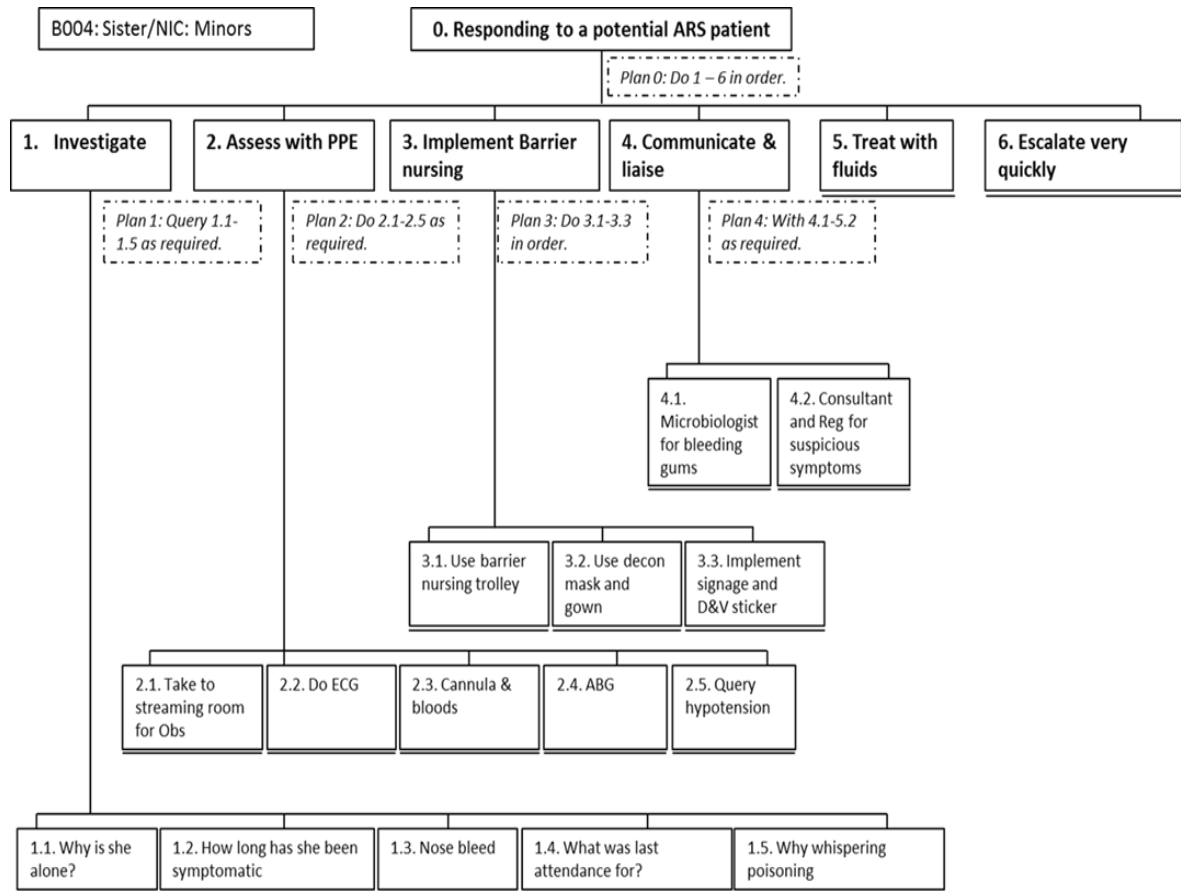 B004: Sister/NIC: Minors
0. Responding to a potential ARS patient
Plan 0: Do 1 – 6 in order.
1. Investigate
2. Assess with PPE
3. Implement Barrier
nursing
4. Communicate &
liaise
5. Treat with
fluids
6. Escalate very
quickly
Plan 1: Query 1.1-
1.5 as required.
Plan 2: Do 2.1-2.5 as
required.
Plan 3: Do 3.1-3.3
in order.
Plan 4: With 4.1-5.2
as required.
4.1.
Microbiologist
for bleeding
gums
4.2. Consultant
and Reg for
suspicious
symptoms
3.1. Use barrier
nursing trolley
3.2. Use decon
mask and
gown
3.3. Implement
signage and
D&V sticker
2.1. Take to
streaming room
for Obs
2.2. Do ECG
2.3. Cannula &
bloods
2.4. ABG
2.5. Query
hypotension
1.1. Why is she
alone?
1.2. How long has she been
symptomatic
1.3. Nose bleed
1.4. What was last
attendance for?
1.5. Why whispering
poisoning